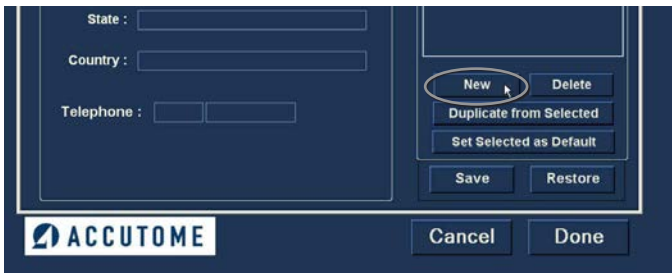 State :
Country :
Telephone :
New Delete
Duplicate from Selected
Set Selected as Default
Save Restore
ACCUTOME
Cancel Done